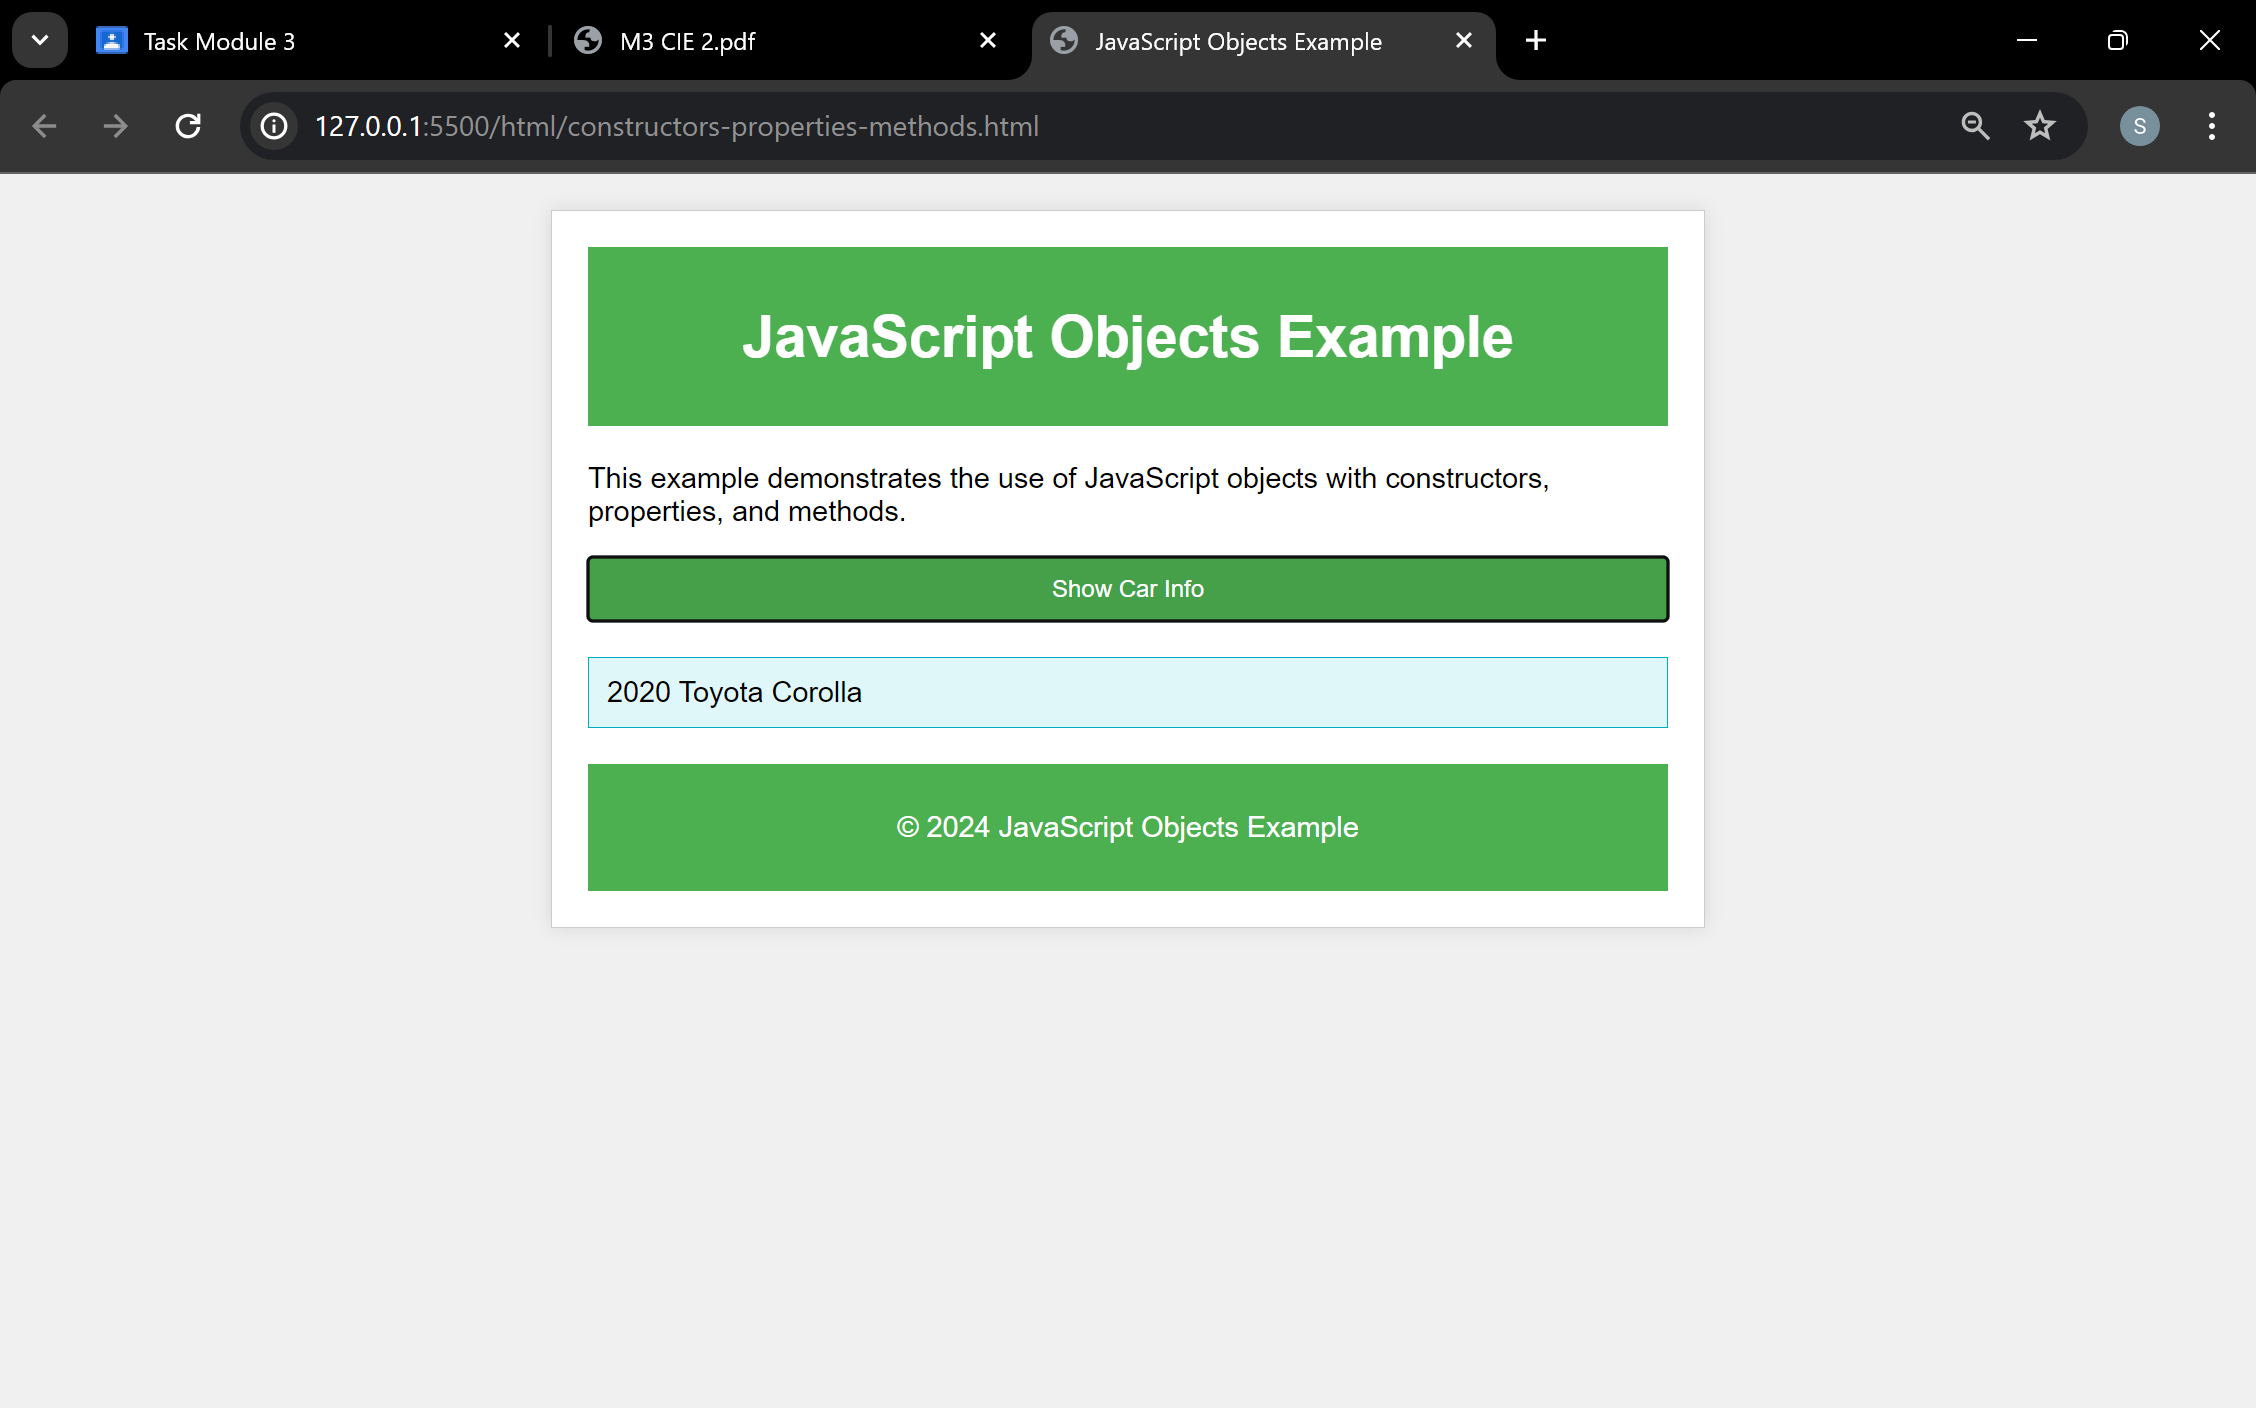 Task Module 3
M3 CIE 2.pdf
JavaScript Objects Example
127.0.0.1:5500/html/constructors-properties-methods.html
S
JavaScript Objects Example
This example demonstrates the use of JavaScript objects with constructors,
properties, and methods.
Show Car Info
2020 Toyota Corolla
© 2024 JavaScript Objects Example